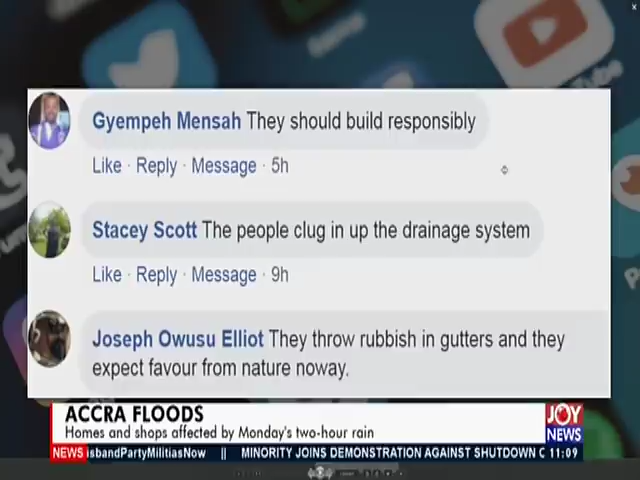 Gyempeh Mensah They should build responsibly
Like · Reply · Message · 5h
Stacey Scott The people clug in up the drainage system
Like · Reply · Message · 9h
Joseph Owusu Elliot They throw rubbish in gutters and they
expect favour from nature noway.
ACCRA FLOODS
Homes and shops affected by Monday's two-hour rain
JOY
NEWS
NEWS isbandPartyMilitiasNow || MINORITY JOINS DEMONSTRATION AGAINST SHUTDOWN 11:09